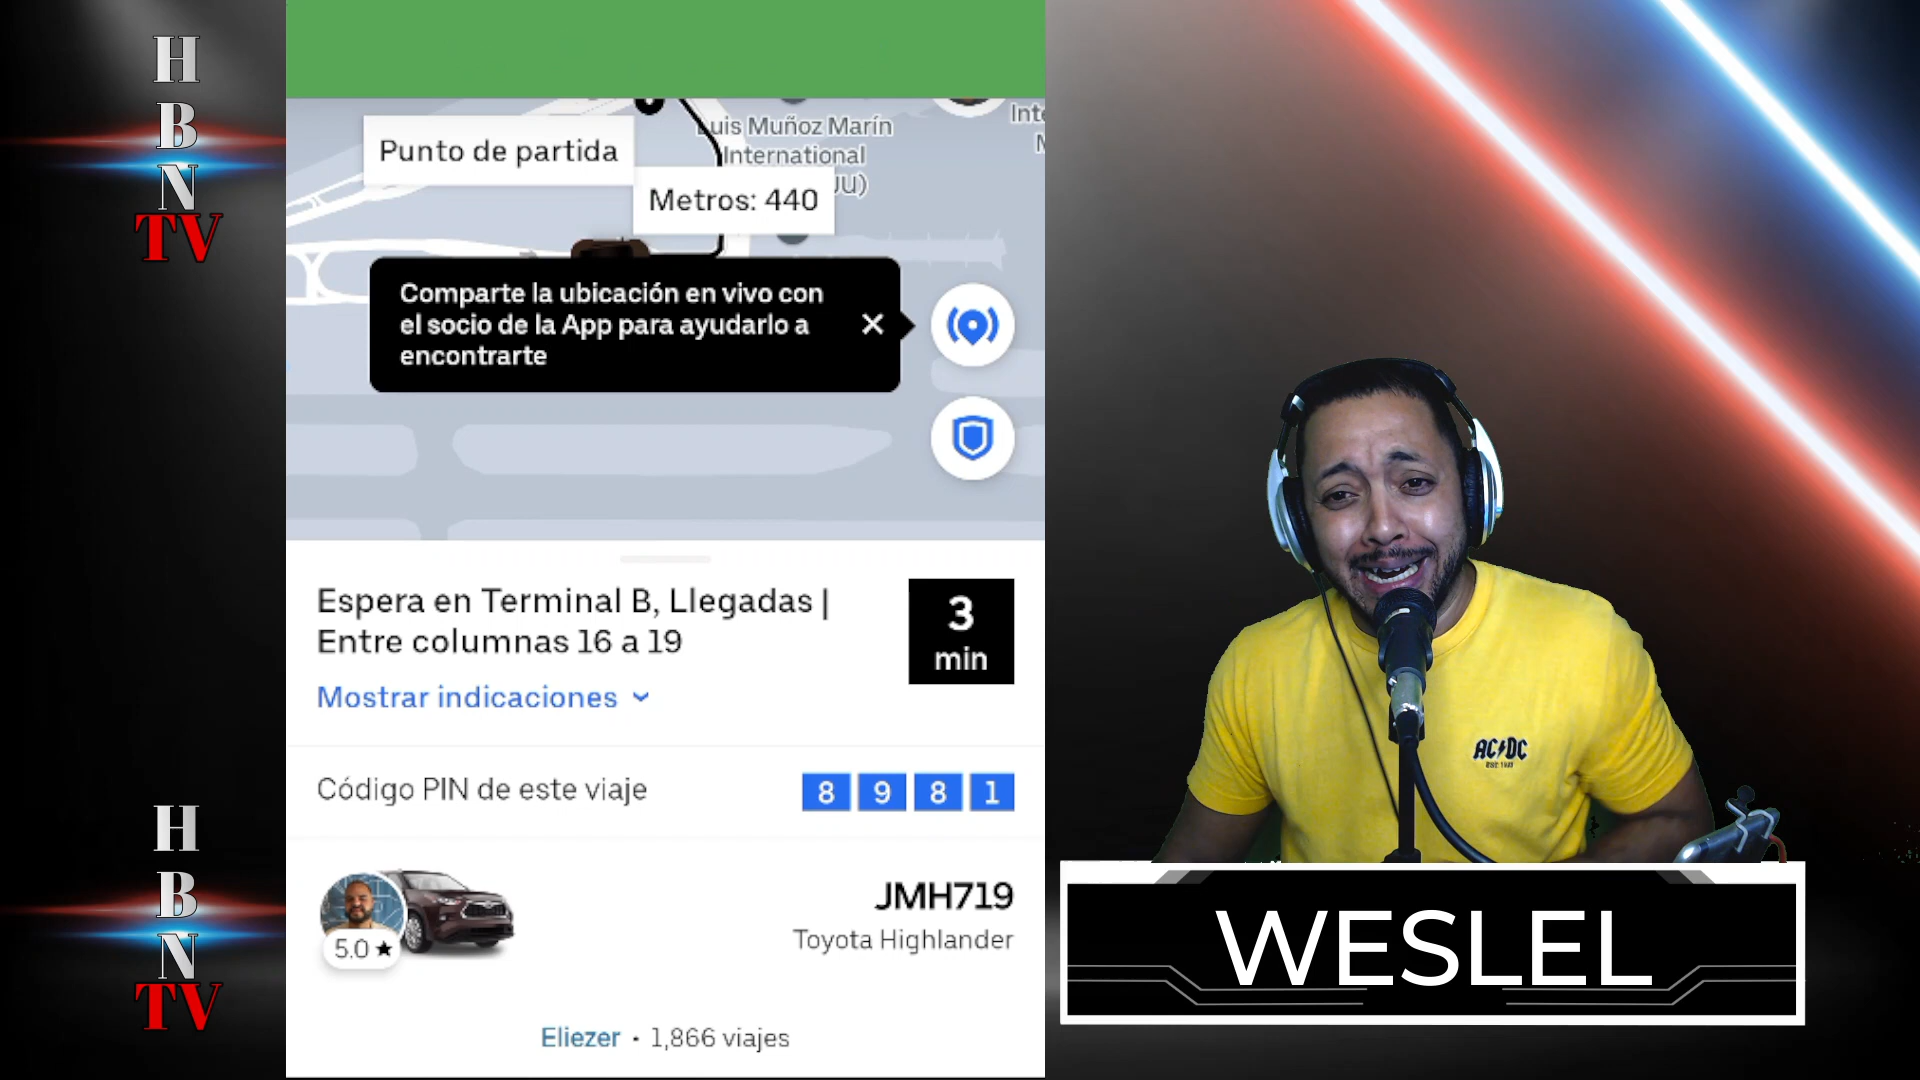 H
B
N
TV
Luis Muñoz Marín
International
Punto de partida
Metros: 440
Comparte la ubicación en vivo con
el socio de la App para ayudarlo a
encontrarte
Espera en Terminal B, Llegadas |
Entre columnas 16 a 19
3
min
Mostrar indicaciones
Código PIN de este viaje
8 9 8 1
JMH719
Toyota Highlander
5.0 ★
Eliezer • 1,866 viajes
H
B
N
TV
AC⚡DC
WESLEL